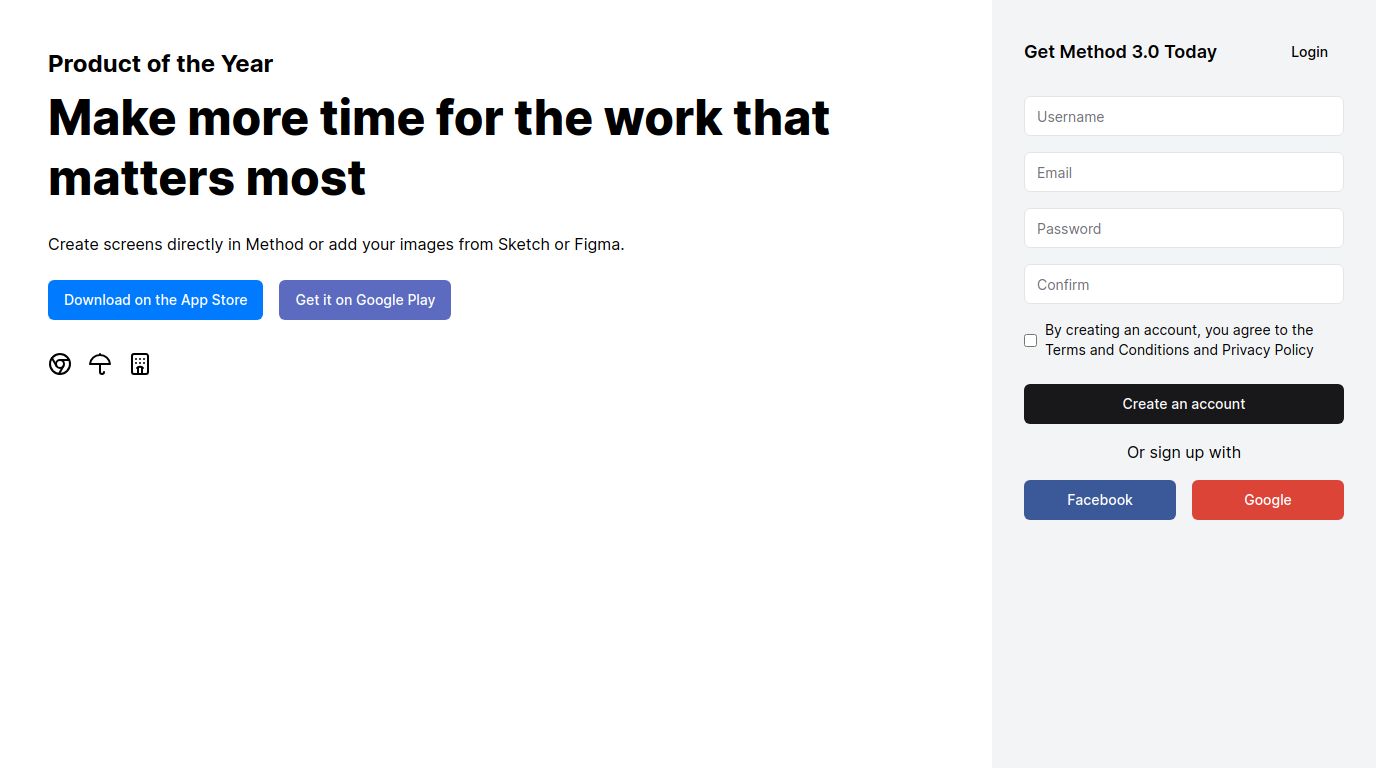 Product of the Year
Make more time for the work that
matters most
Create screens directly in Method or add your images from Sketch or Figma.
Download on the App Store
Get it on Google Play
Get Method 3.0 Today
Login
Username
Email
Password
Confirm
By creating an account, you agree to the
Terms and Conditions and Privacy Policy
Create an account
Or sign up with
Facebook
Google